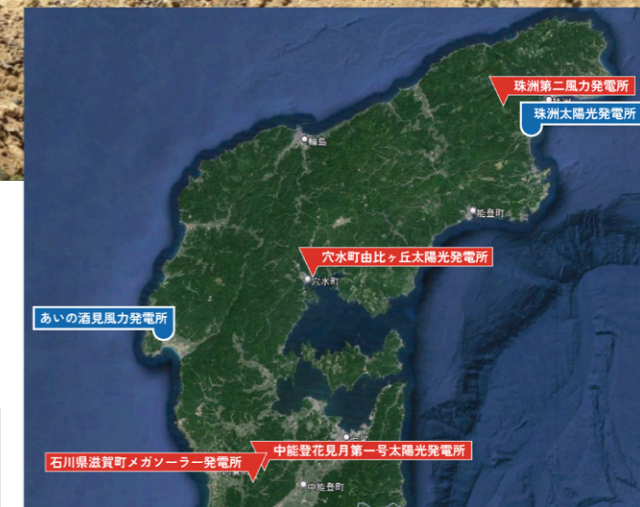 珠洲第二風力発電所
珠洲太陽光発電所
輪島
能登町
穴水町由比ヶ丘太陽光発電所
穴水町
あいの酒見風力発電所
中能登花見月第一号太陽光発電所
石川県滋賀町メガソーラー発電所
中能登町